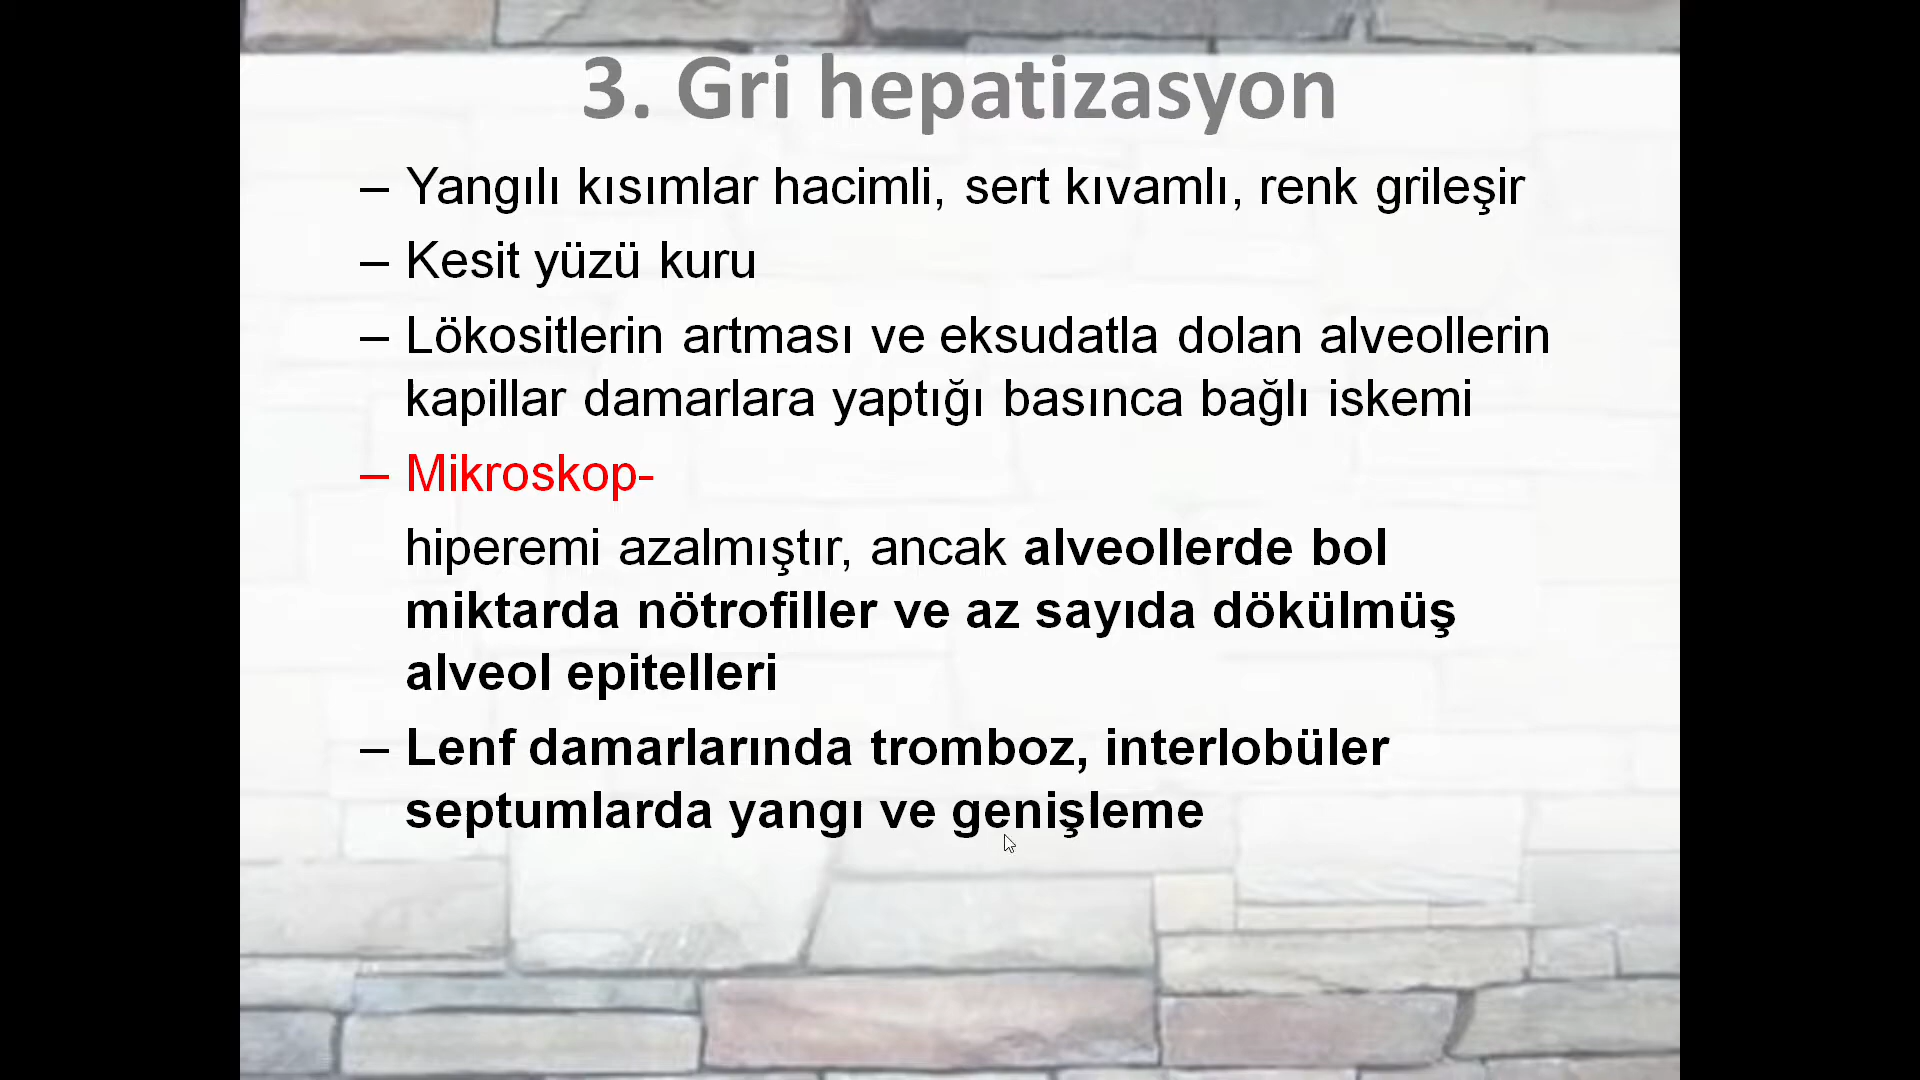 3. Gri hepatizasyon
– Yangılı kısımlar hacimli, sert kıvamlı, renk grileşir
– Kesit yüzü kuru
– Lökositlerin artması ve eksudatla dolan alveollerin
kapillar damarlara yaptığı basınca bağlı iskemi
– Mikroskop-
hiperemi azalmıştır, ancak alveollerde bol
miktarda nötrofiller ve az sayıda dökülmüş
alveol epitelleri
– Lenf damarlarında tromboz, interlobüler
septumlarda yangı ve genişleme